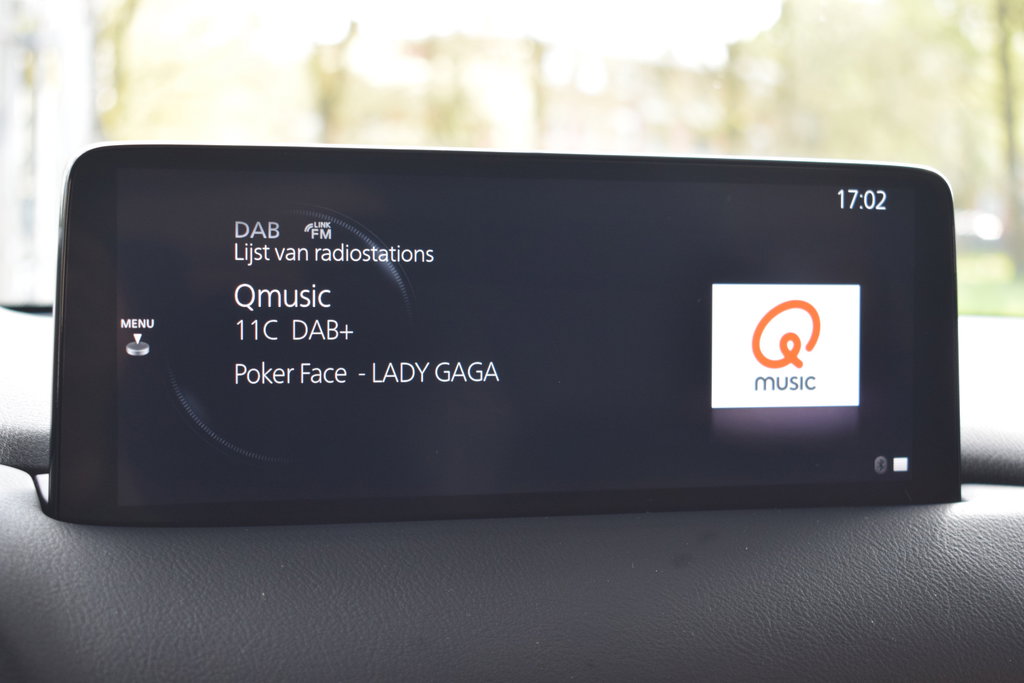 17:02
DAB LINK FM
Lijst van radiostations
Qmusic
11C DAB+
MENU
Poker Face - LADY GAGA
Q
MUSIC